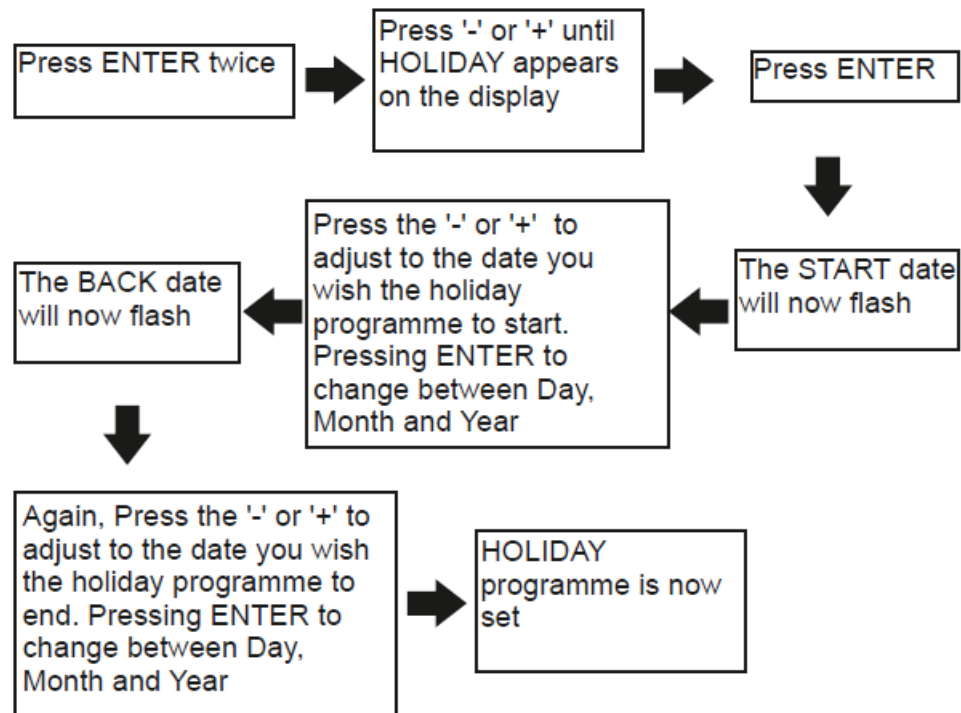 Press ENTER twice
Press '-' or '+' until
HOLIDAY appears
on the display
Press ENTER
The START date
will now flash
Press the '-' or '+' to
adjust to the date you
wish the holiday
programme to start.
Pressing ENTER to
change between Day,
Month and Year
The BACK date
will now flash
Again, Press the '-' or '+' to
adjust to the date you wish
the holiday programme to
end. Pressing ENTER to
change between Day,
Month and Year
HOLIDAY
programme is now
set